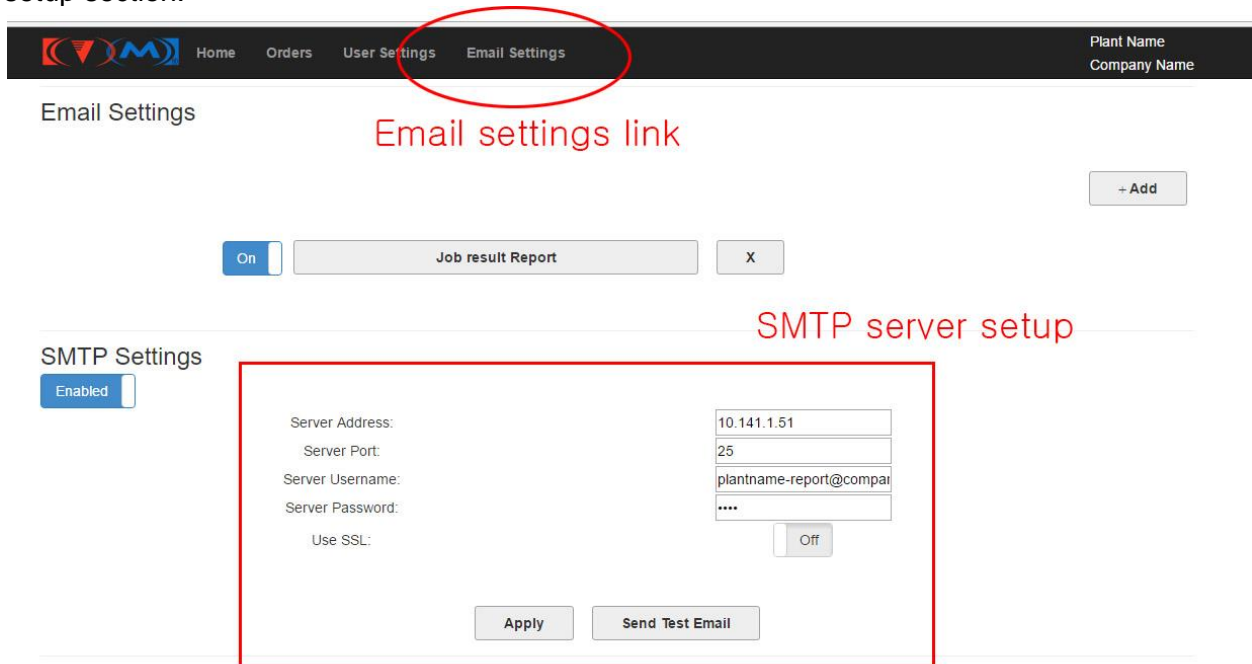 setup section.
Home Orders User Settings Email Settings
Plant Name
Company Name
Email Settings
Email settings link
+ Add
On Job result Report X
SMTP server setup
SMTP Settings
Enabled
Server Address: 10.141.1.51
Server Port: 25
Server Username: plantname-report@compar
Server Password: ••••
Use SSL: Off
Apply Send Test Email